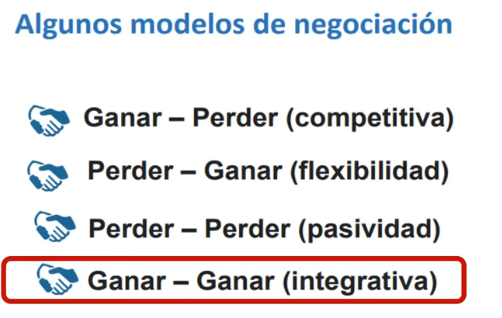 Algunos modelos de negociación
Ganar – Perder (competitiva)
Perder – Ganar (flexibilidad)
Perder – Perder (pasividad)
Ganar – Ganar (integrativa)